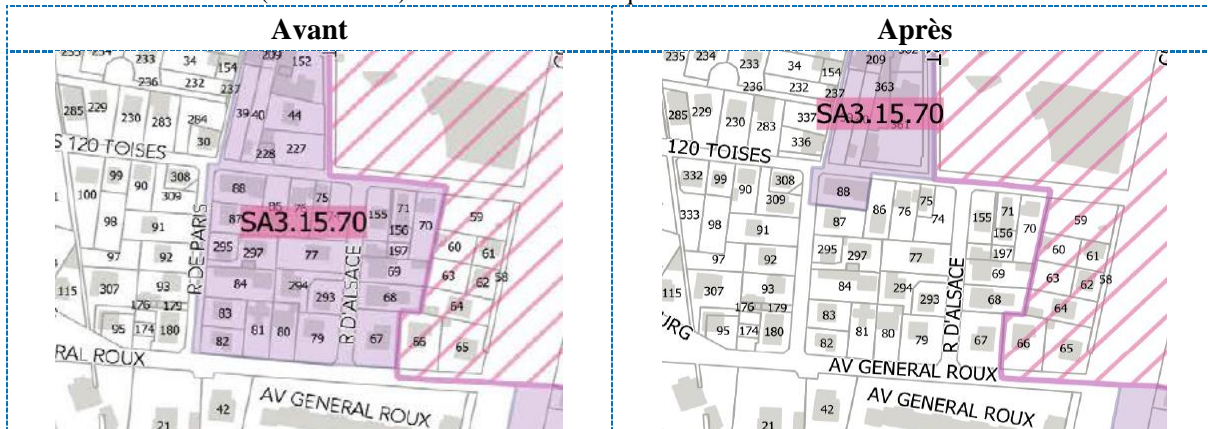 Avant Après
233 34 209 152
154
236 232 237
285 229 230 283 284 39 40 44
30
228 227
S 120 TOISES
99 308
100 90 309 88 75
98 91 87 SA3.15.70 155 71
156 70 59
R DE PARIS
97 92 295 297 77 197 60 61
69 63 62 58
115 307 93 84 294 293 68
R D'ALSACE
176 179 83 64
95 174 180 82 81 80 79 67 66 65
RAL ROUX
AV GENERAL ROUX
42
21
235 234 233 34 209
154 363
236 232 237
285 229 230 283 337 SA3.15.70
336
120 TOISES
332 99 90 308 88
309
333 98 91 87 86 76 75 74 155 71 70 59
156
97 92 295 297 77 197 60 61
69 63 62 58
115 307 93 84 294 293 68
R D'ALSACE
176 179 83 64
URG 95 174 180 82 81 80 79 67 66 65
AV GENERAL ROUX
AV GENERAL ROUX
42
21